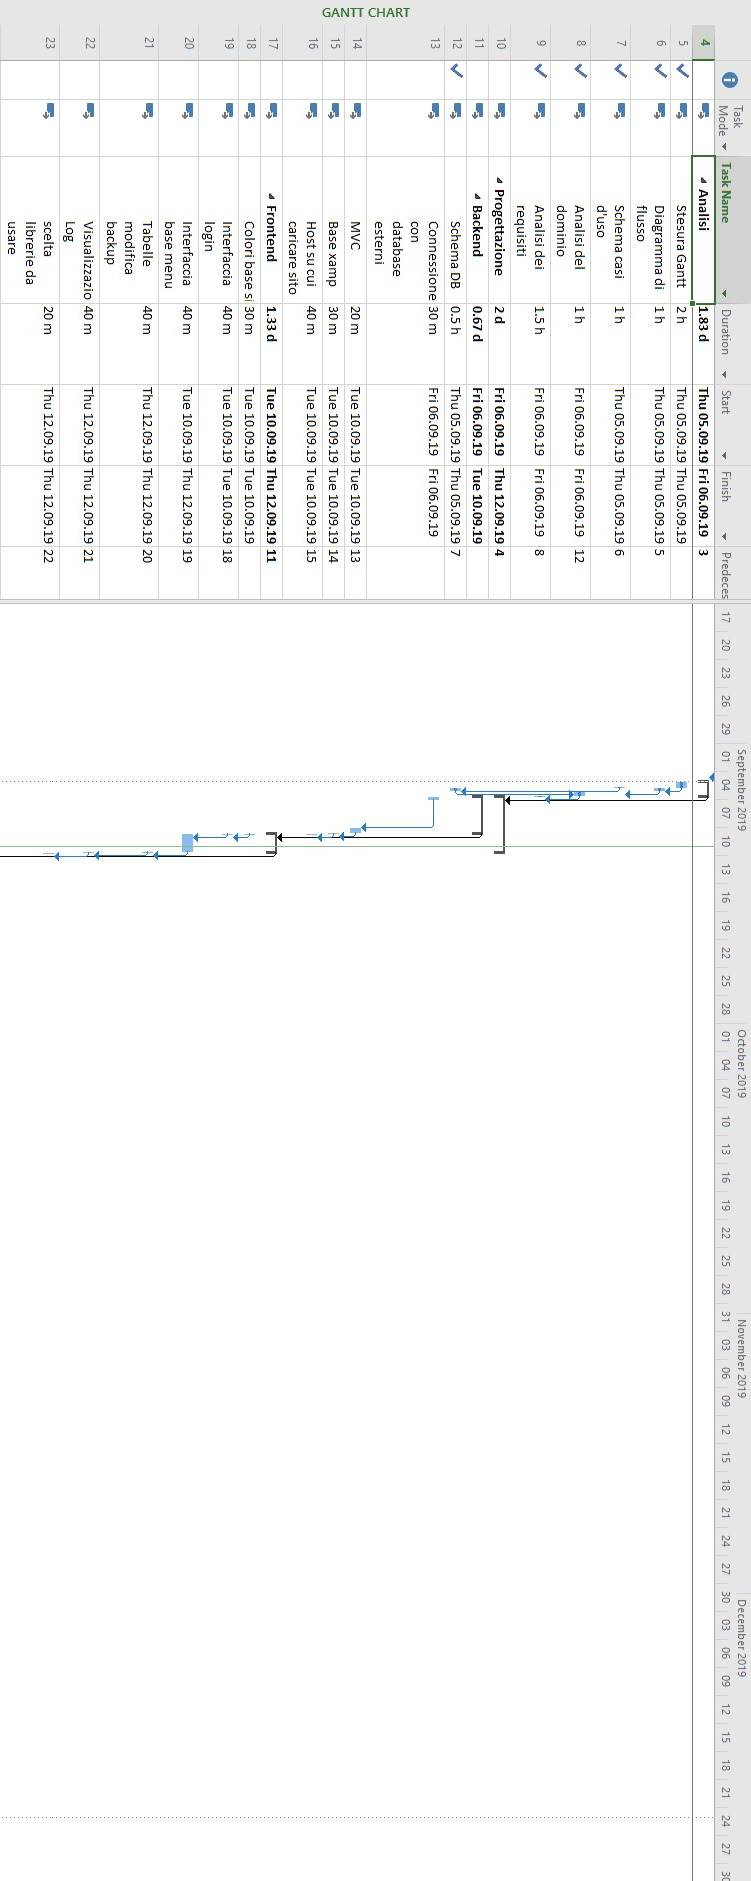 GANTT CHART
Task Mode
Task Name
Duration
Start
Finish
Predeces
4 Analisi 1.83 d Thu 05.09.19 Fri 06.09.19 3
5 Stesura Gantt 2 h Thu 05.09.19 Thu 05.09.19
6 Diagramma di 1 h Thu 05.09.19 Thu 05.09.19 5
flusso
7 Schema casi 1 h Thu 05.09.19 Thu 05.09.19 6
d'uso
8 Analisi del 1 h Fri 06.09.19 Fri 06.09.19 12
dominio
9 Analisi dei 1.5 h Fri 06.09.19 Fri 06.09.19 8
requisiti
10 Progettazione 2 d Fri 06.09.19 Thu 12.09.19 4
11 Backend 0.67 d Fri 06.09.19 Tue 10.09.19
12 Schema DB 0.5 h Thu 05.09.19 Thu 05.09.19 7
13 Connessione 30 m Fri 06.09.19 Fri 06.09.19
con
database
esterni
14 MVC 20 m Tue 10.09.19 Tue 10.09.19 13
15 Base xamp 30 m Tue 10.09.19 Tue 10.09.19 14
16 Host su cui 40 m Tue 10.09.19 Tue 10.09.19 15
caricare sito
17 Frontend 1.33 d Tue 10.09.19 Thu 12.09.19 11
18 Colori base si 30 m Tue 10.09.19 Tue 10.09.19
19 Interfaccia 40 m Tue 10.09.19 Tue 10.09.19 18
login
20 Interfaccia 40 m Tue 10.09.19 Thu 12.09.19 19
base menu
21 Tabelle 40 m Thu 12.09.19 Thu 12.09.19 20
modifica
backup
22 Visualizzazio 40 m Thu 12.09.19 Thu 12.09.19 21
Log
23 scelta 20 m Thu 12.09.19 Thu 12.09.19 22
librerie da
usare
September 2019 October 2019 November 2019 December 2019
17 20 23 26 29 01 04 07 10 13 16 19 22 25 28 01 04 07 10 13 16 19 22 25 28 31 03 06 09 12 15 18 21 24 27 30 03 06 09 12 15 18 21 24 27 30